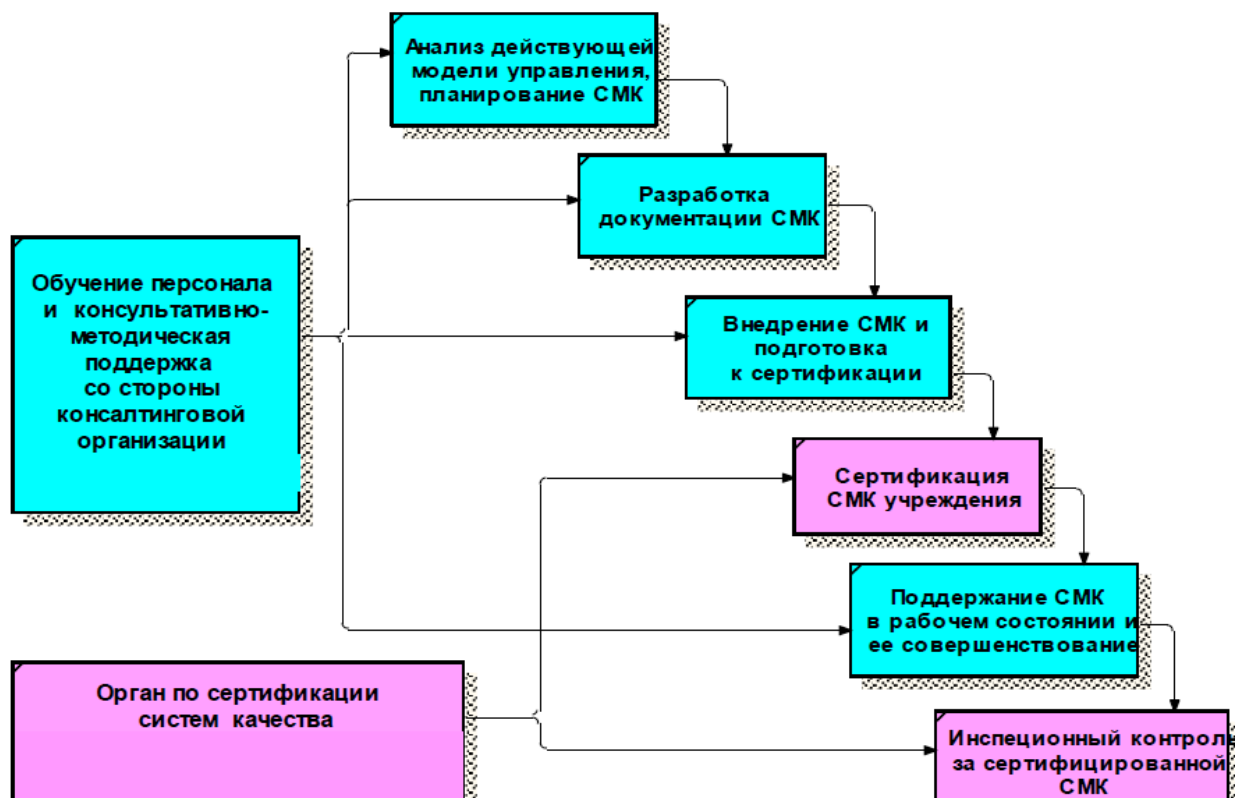 Анализ действующей
модели управления,
планирование СМК
Разработка
документации СМК
Обучение персонала
и консультативно-
методическая
поддержка
со стороны
консалтинговой
организации
Внедрение СМК и
подготовка
к сертификации
Сертификация
СМК учреждения
Поддержание СМК
в рабочем состоянии и
ее совершенствование
Орган по сертификации
систем качества
Инспеционный контроль
за сертифицированной
СМК